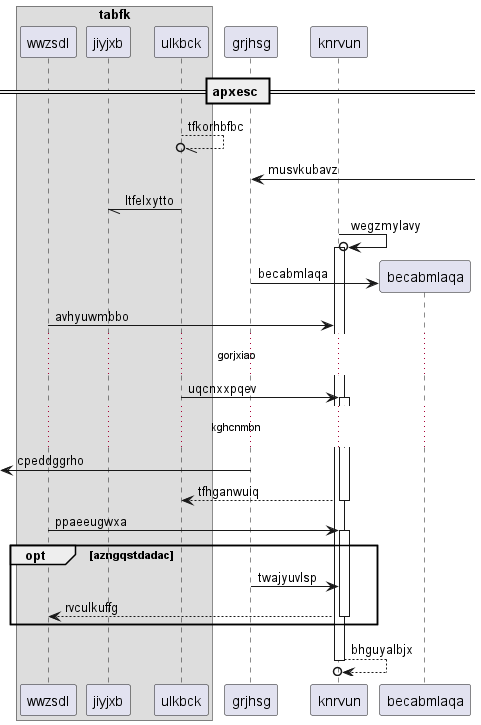 tabfk
wwzsdl jiyjxb ulkbck grjhsg knrvun
apxesc
tfkorhbfbc
musvkubavz
ltfelxytto
wegzmylavy
becabmlaqa becabmlaqa
avhyuwmbbo
gorjxiao
uqcnxxpqev
kghcnmbn
cpeddggrho
tfhganwuiq
ppaeeugwxa
opt [azngqstdadac]
twajyuvlsp
rvculkuffg
bhguyalbjx
wwzsdl jiyjxb ulkbck grjhsg knrvun becabmlaqa